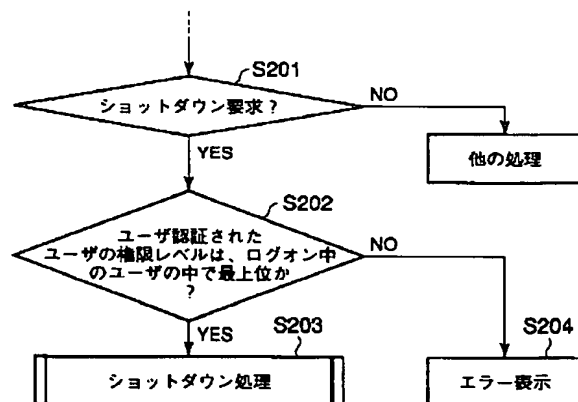 S201
ショットダウン要求？
NO
YES
他の処理
S202
ユーザ認証された
ユーザの権限レベルは、ログオン中
のユーザの中で最上位か
？
NO
YES
S203
S204
ショットダウン処理
エラー表示